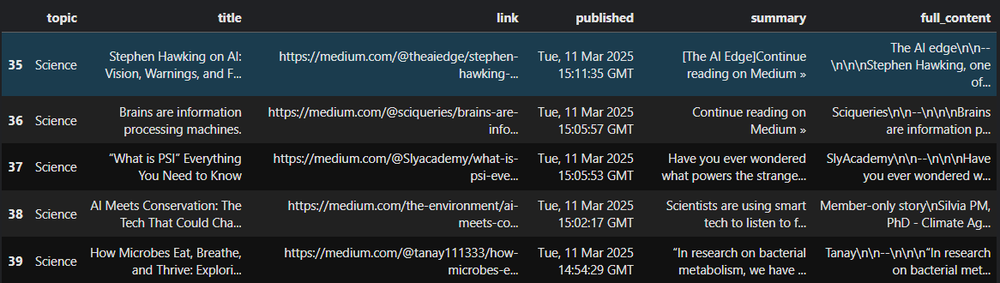 topic title link published summary full_content
35 Science Stephen Hawking on AI: https://medium.com/@theaiedge/stephen- Tue, 11 Mar 2025 [The AI Edge]Continue The AI edge\n\n--
Vision, Warnings, and F... hawking-... 15:11:35 GMT reading on Medium » \n\n\nStephen Hawking, one
of...
36 Science Brains are information https://medium.com/@sciqueries/brains-are- Tue, 11 Mar 2025 Continue reading on Sciqueries\n\n--\n\n\nBrains
processing machines. info... 15:05:57 GMT Medium » are information p...
37 Science “What is PSI” Everything https://medium.com/@Slyacademy/what-is- Tue, 11 Mar 2025 Have you ever wondered SlyAcademy\n\n--\n\n\nHave
You Need to Know psi-eve... 15:05:53 GMT what powers the strange... you ever wondered w...
38 Science AI Meets Conservation: The https://medium.com/the-environment/ai- Tue, 11 Mar 2025 Scientists are using smart Member-only story\nSilvia PM,
Tech That Could Cha... meets-co... 15:02:17 GMT tech to listen to f... PhD - Climate Ag...
39 Science How Microbes Eat, Breathe, https://medium.com/@tanay111333/how- Tue, 11 Mar 2025 “In research on bacterial Tanay\n\n--\n\n\n“In research
and Thrive: Explori... microbes-e... 14:54:29 GMT metabolism, we have ... on bacterial met...